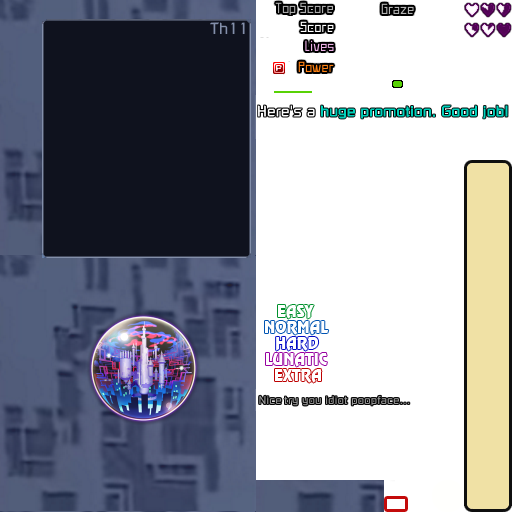 Th11
Top Score
Graze
Score
Lives
P Power
Here's a huge promotion. Good job!
EASY
NORMAL
HARD
LUNATIC
EXTRA
Nice try you idiot poopface...